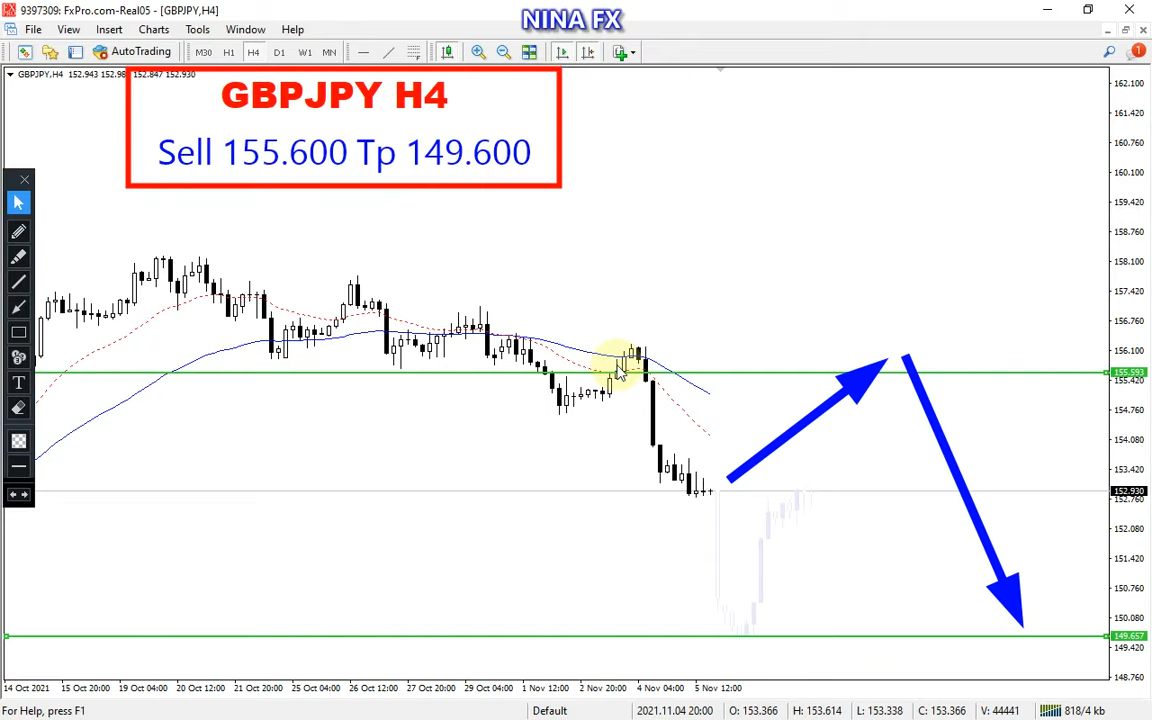 9397309: FxPro.com-Real05 - [GBPJPY,H4]
NINA FX
File View Insert Charts Tools Window Help
1
AutoTrading M30 H1 H4 D1 W1 MN
GBPJPY,H4 152.943 152.98 152.847 152.930
GBPJPY H4
Sell 155.600 Tp 149.600
T
162.100
161.420
160.760
160.100
159.420
158.760
158.100
157.420
156.760
156.100
155.593
155.420
154.760
154.080
153.420
152.930
152.760
152.080
151.420
150.760
150.080
149.657
149.420
148.760
14 Oct 2021 15 Oct 20:00 19 Oct 04:00 20 Oct 12:00 21 Oct 20:00 25 Oct 04:00 26 Oct 12:00 27 Oct 20:00 29 Oct 04:00 1 Nov 12:00 2 Nov 20:00 4 Nov 04:00 5 Nov 12:00
For Help, press F1 Default 2021.11.04 20:00 O: 153.366 H: 153.614 L: 153.338 C: 153.366 V: 44441 818/4 kb